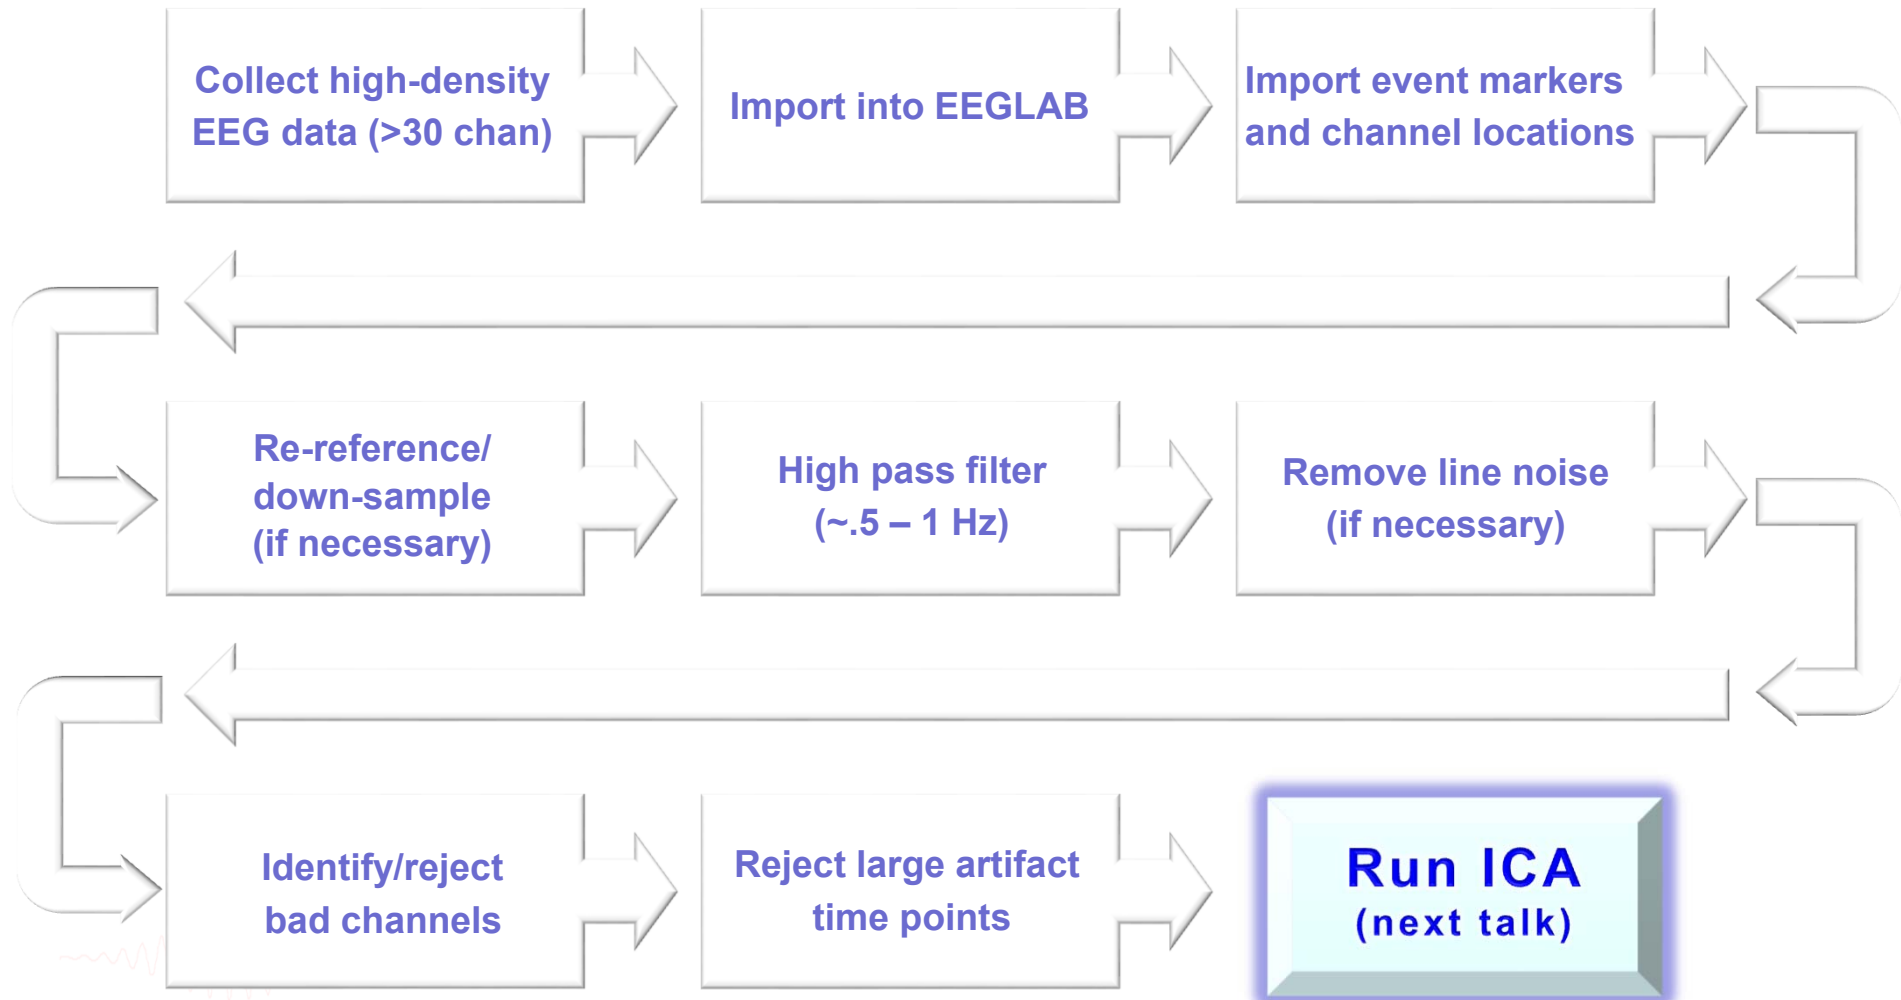 Collect high-density
EEG data (>30 chan)
Import into EEGLAB
Import event markers
and channel locations
Re-reference/
down-sample
(if necessary)
High pass filter
(~.5 – 1 Hz)
Remove line noise
(if necessary)
Identify/reject
bad channels
Reject large artifact
time points
Run ICA
(next talk)